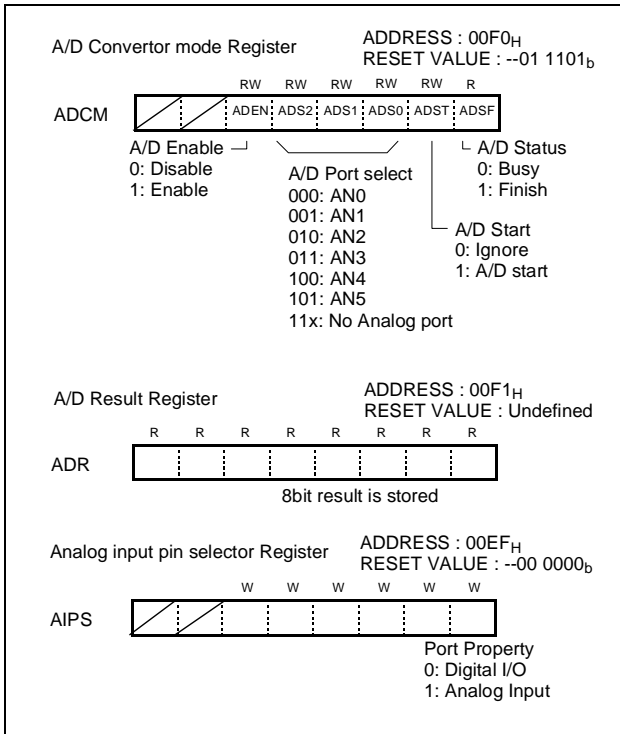 A/D Convertor mode Register
ADDRESS : 00F0H
RESET VALUE : --01 1101b
RW RW RW RW RW R
ADCM
ADEN ADS2 ADS1 ADS0 ADST ADSF
A/D Enable
0: Disable
1: Enable
A/D Port select
000: AN0
001: AN1
010: AN2
011: AN3
100: AN4
101: AN5
11x: No Analog port
A/D Status
0: Busy
1: Finish
A/D Start
0: Ignore
1: A/D start
A/D Result Register
ADDRESS : 00F1H
RESET VALUE : Undefined
R R R R R R R R
ADR
8bit result is stored
Analog input pin selector Register
ADDRESS : 00EFH
RESET VALUE : --00 0000b
W W W W W W
AIPS
Port Property
0: Digital I/O
1: Analog Input